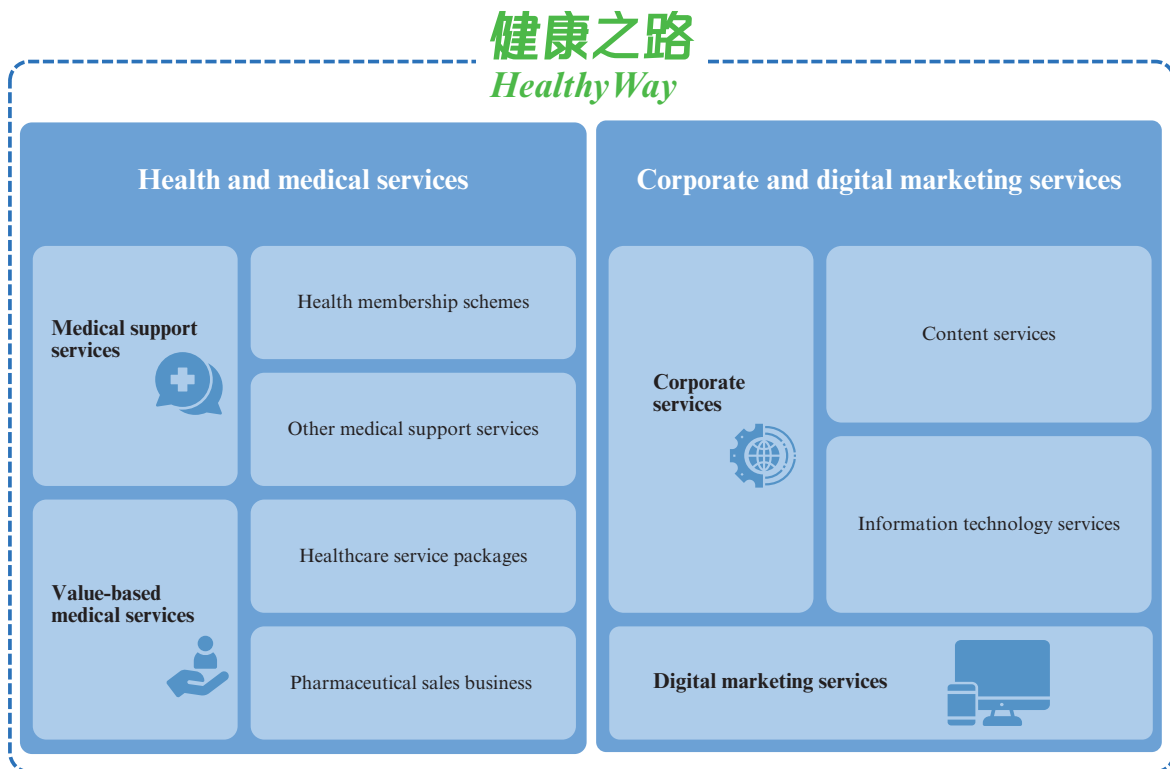 健康之路
HealthyWay
Health and medical services
Medical support
services
Health membership schemes
Other medical support services
Value-based
medical services
Healthcare service packages
Pharmaceutical sales business
Corporate and digital marketing services
Corporate
services
Content services
Information technology services
Digital marketing services